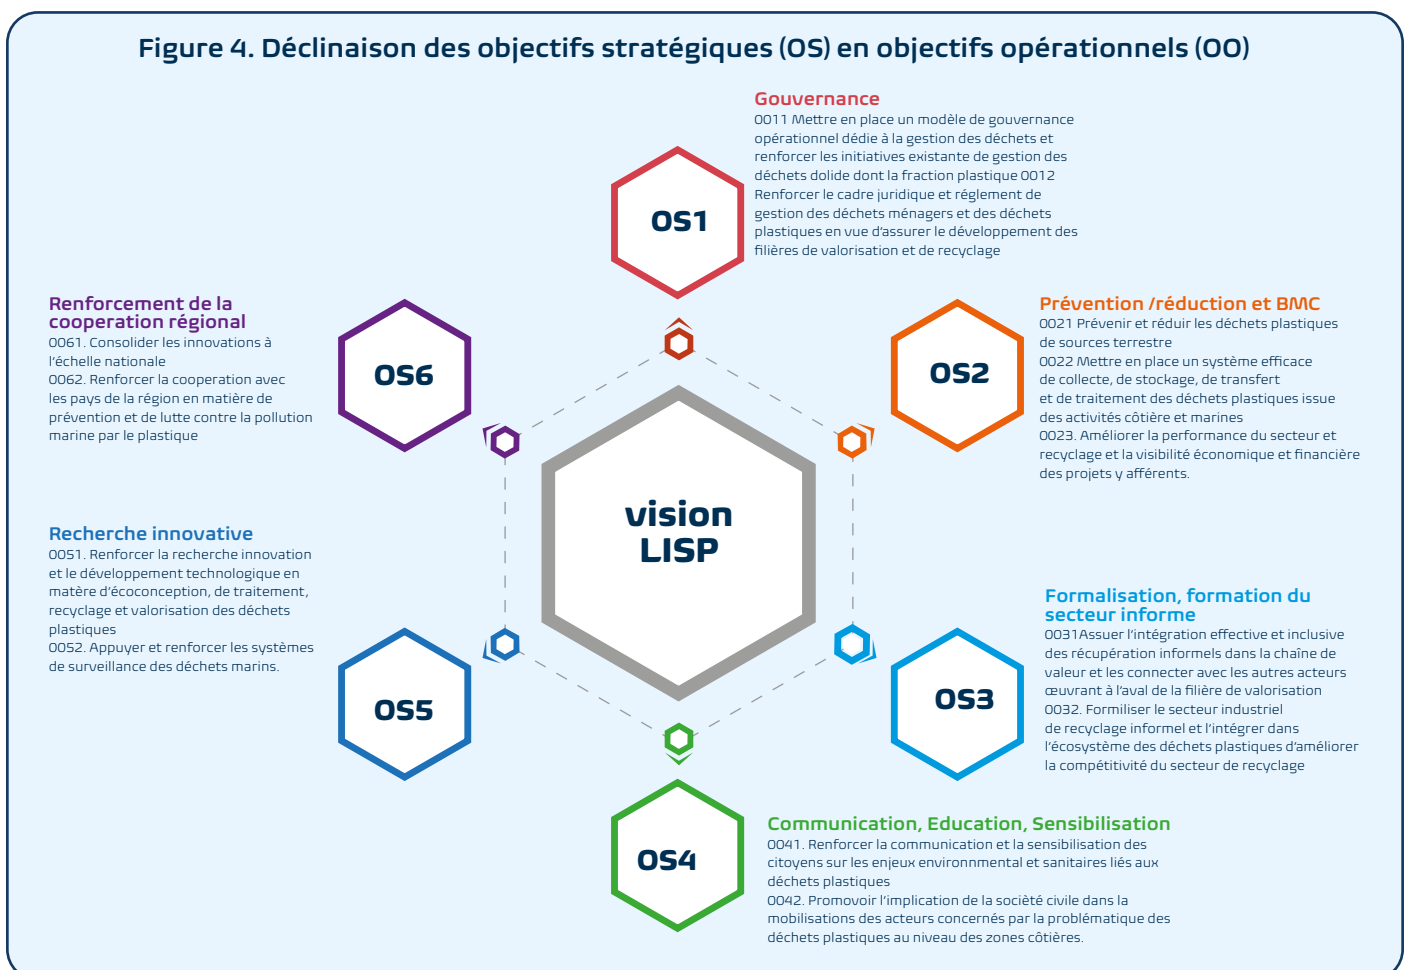 Figure 4. Déclinaison des objectifs stratégiques (OS) en objectifs opérationnels (OO)
Gouvernance
0011 Mettre en place un modèle de gouvernance
opérationnel dédie à la gestion des déchets et
renforcer les initiatives existante de gestion des
déchets dolide dont la fraction plastique 0012
Renforcer le cadre juridique et réglement de
gestion des déchets ménagers et des déchets
plastiques en vue d'assurer le développement des
filières de valorisation et de recyclage
OS1
Prévention /réduction et BMC
0021 Prévenir et réduir les déchets plastiques
de sources terrestre
0022 Mettre en place un système efficace
de collecte, de stockage, de transfert
et de traitement des déchets plastiques issue
des activités côtière et marines
0023. Améliorer la performance du secteur et
recyclage et la visibilité économique et financière
des projets y afférents.
OS2
Formalisation, formation du
secteur informe
0031Assuer l'intégration effective et inclusive
des récupération informels dans la chaîne de
valeur et les connecter avec les autres acteurs
œuvrant à l'aval de la filière de valorisation
0032. Formiliser le secteur industriel
de recyclage informel et l'intégrer dans
l'écosystème des déchets plastiques d'améliorer
la compétitivité du secteur de recyclage
OS3
Communication, Education, Sensibilisation
0041. Renforcer la communication et la sensibilisation des
citoyens sur les enjeux environnmental et sanitaires liés aux
déchets plastiques
0042. Promovoir l'implication de la socièté civile dans la
mobilisations des acteurs concernés par la problématique des
déchets plastiques au niveau des zones côtières.
OS4
Recherche innovative
0051. Renforcer la recherche innovation
et le développement technologique en
matère d'écoconception, de traitement,
recyclage et valorisation des déchets
plastiques
0052. Appuyer et renforcer les systèmes
de surveillance des déchets marins.
OS5
Renforcement de la
cooperation régional
0061. Consolider les innovations à
l'échelle nationale
0062. Renforcer la cooperation avec
les pays de la région en matière de
prévention et de lutte contre la pollution
marine par le plastique
OS6
vision
LISP